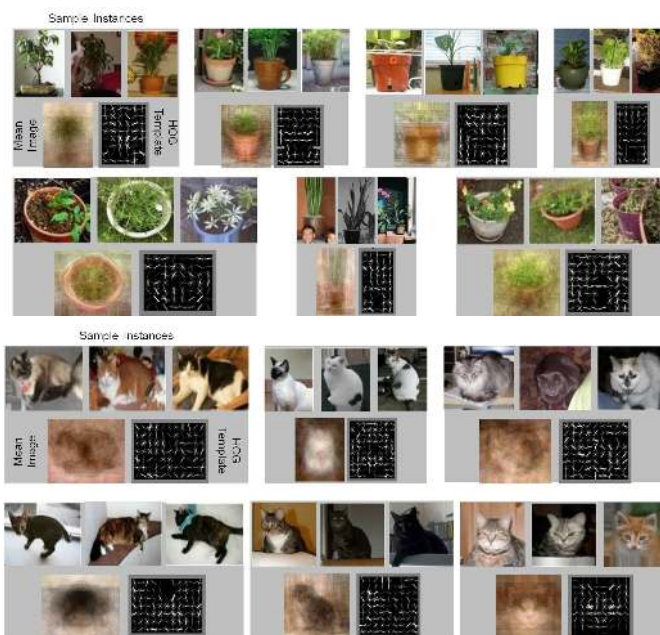 Sample Instances
Mean
Image
HOG
Template
Sample Instances
Mean
Image
HOG
Template